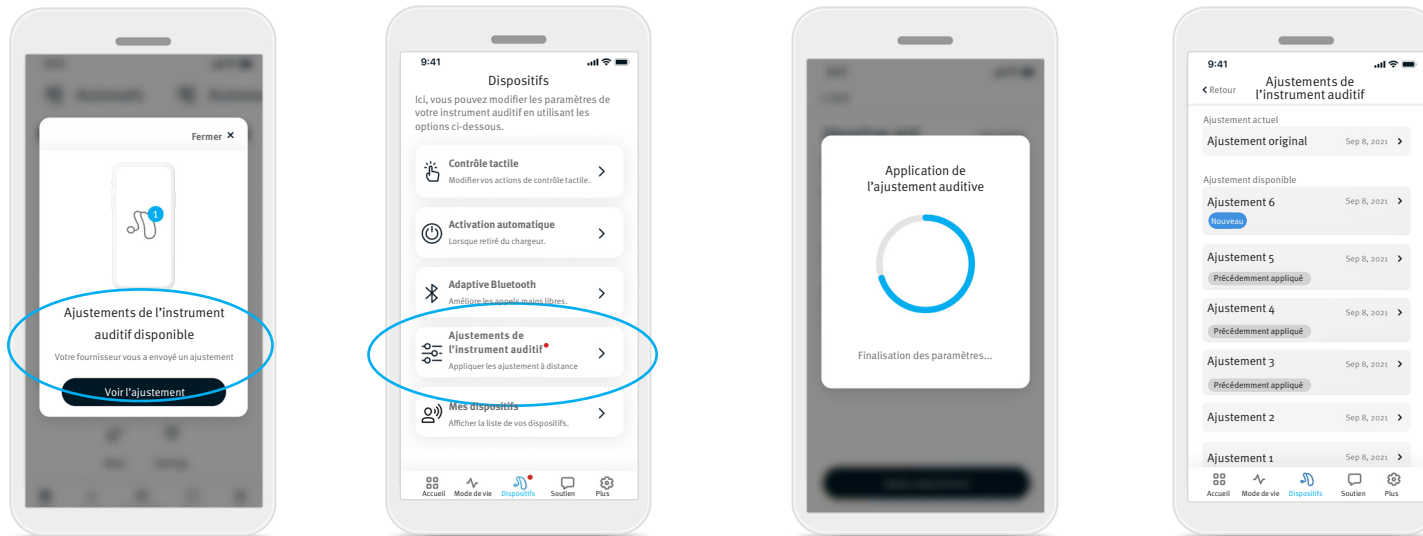 Fermer ×
1
Ajustements de l’instrument
auditif disponible
Votre fournisseur vous a envoyé un ajustement
Voir l’ajustement
9:41
Dispositifs
Ici, vous pouvez modifier les paramètres de
votre instrument auditif en utilisant les
options ci-dessous.
Contrôle tactile
Modifier vos actions de contrôle tactile.
Activation automatique
Lorsque retiré du chargeur.
Adaptive Bluetooth
Améliore les appels mains libres.
Ajustements de
l’instrument auditif
Appliquer les ajustement à distance
Mes dispositifs
Afficher la liste de vos dispositifs.
Accueil Mode de vie Dispositifs Soutien Plus
Application de
l’ajustement auditive
Finalisation des paramètres...
9:41
Retour
Ajustements de
l’instrument auditif
Ajustement actuel
Ajustement original Sep 8, 2021
Ajustement disponible
Ajustement 6 Sep 8, 2021
Nouveau
Ajustement 5 Sep 8, 2021
Précédemment appliqué
Ajustement 4 Sep 8, 2021
Précédemment appliqué
Ajustement 3 Sep 8, 2021
Précédemment appliqué
Ajustement 2 Sep 8, 2021
Ajustement 1 Sep 8, 2021
Accueil Mode de vie Dispositifs Soutien Plus